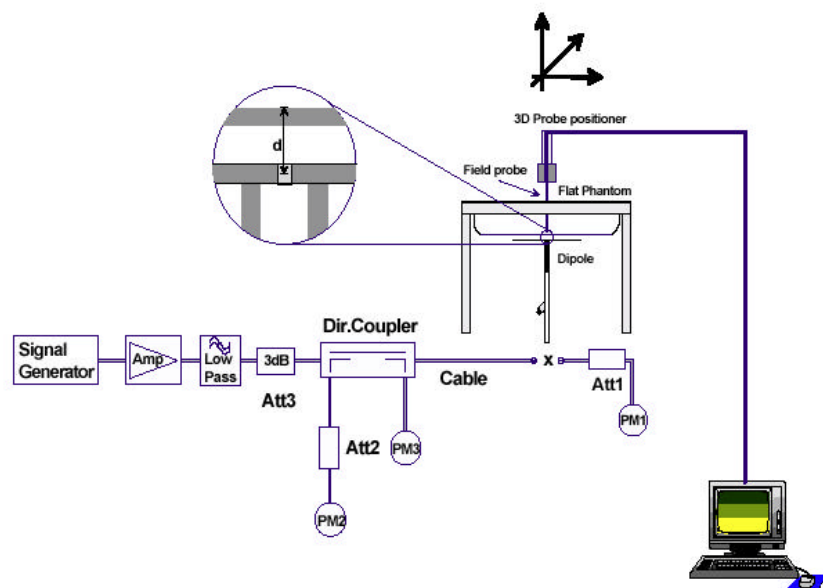 3D Probe positioner
d
Field probe
Flat Phantom
Dipole
Dir.Coupler
Signal
Generator
Amp
Low
Pass
3dB
Cable
x
Att1
Att3
PM1
Att2
PM3
PM2